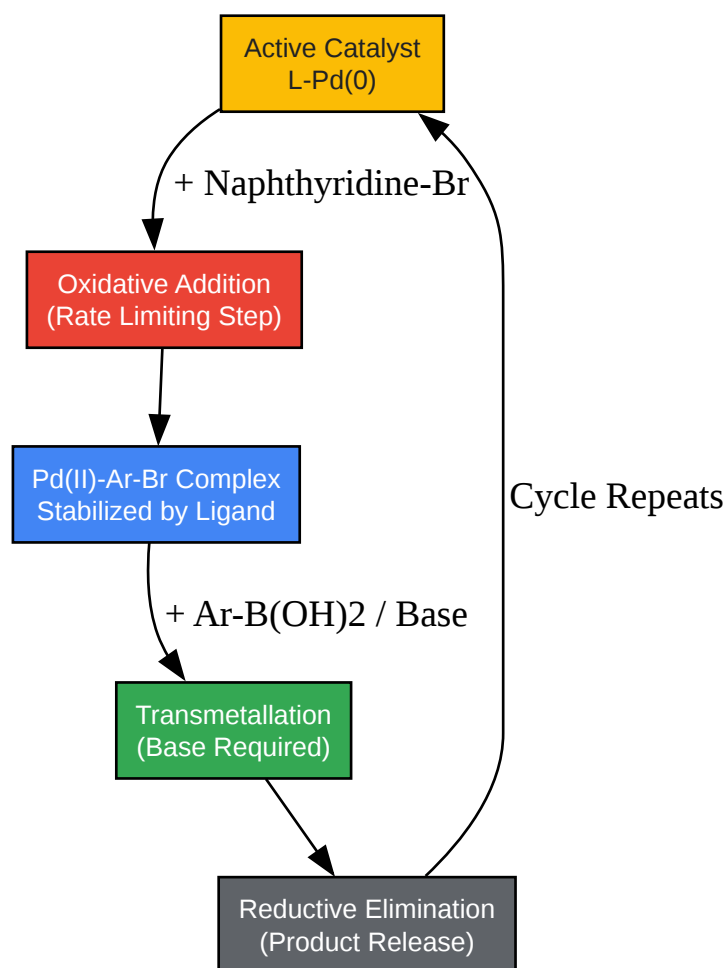 Active Catalyst
L-Pd(0)
+ Naphthyridine-Br
Oxidative Addition
(Rate Limiting Step)
Pd(II)-Ar-Br Complex
Stabilized by Ligand
Cycle Repeats
+ Ar-B(OH)2 / Base
Transmetallation
(Base Required)
Reductive Elimination
(Product Release)